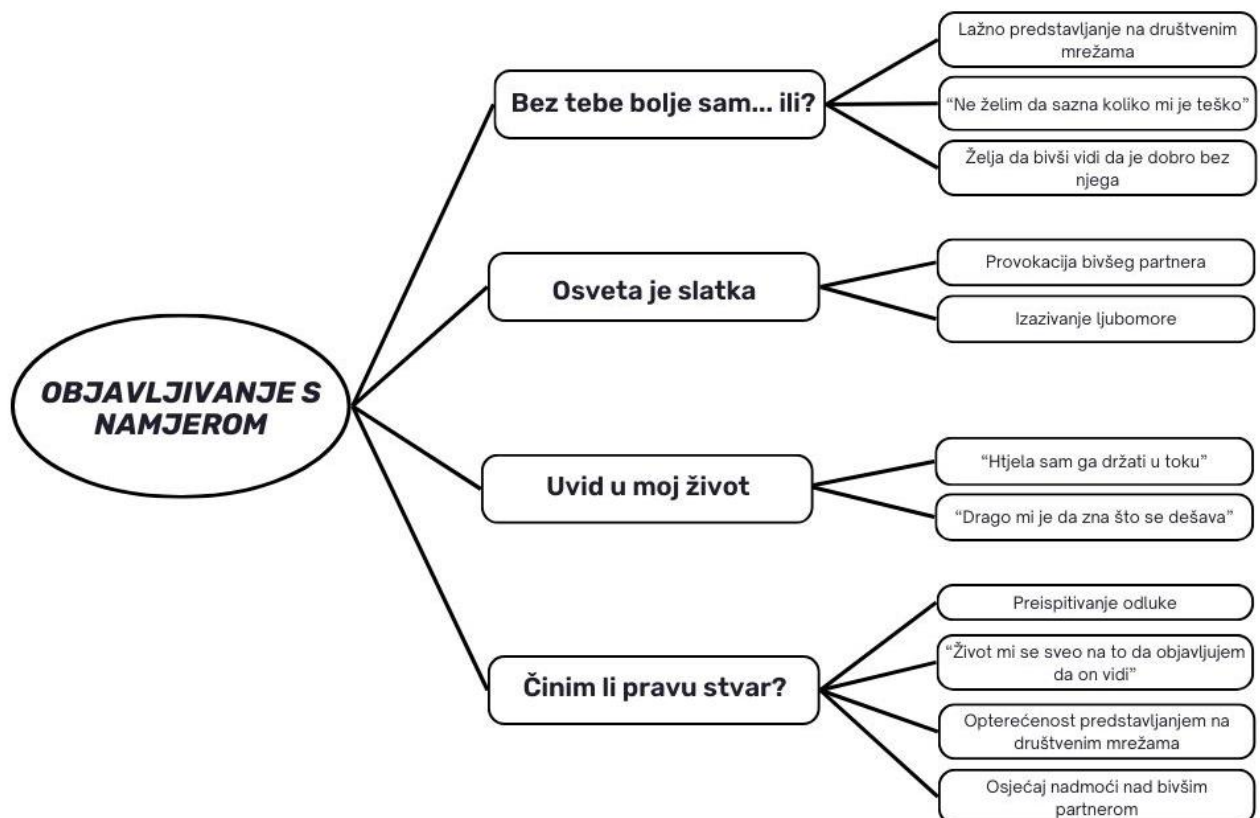 OBJAVLJIVANJE S
NAMJEROM
Bez tebe bolje sam... ili?
Lažno predstavljanje na društvenim
mrežama
“Ne želim da sazna koliko mi je teško”
Želja da bivši vidi da je dobro bez
njega
Osveta je slatka
Provokacija bivšeg partnera
Izazivanje ljubomore
Uvid u moj život
“Htjela sam ga držati u toku”
“Drago mi je da zna što se dešava”
Činim li pravu stvar?
Preispitivanje odluke
“Život mi se sveo na to da objavljujem
da on vidi”
Opterećenost predstavljanjem na
društvenim mrežama
Osjećaj nadmoći nad bivšim
partnerom